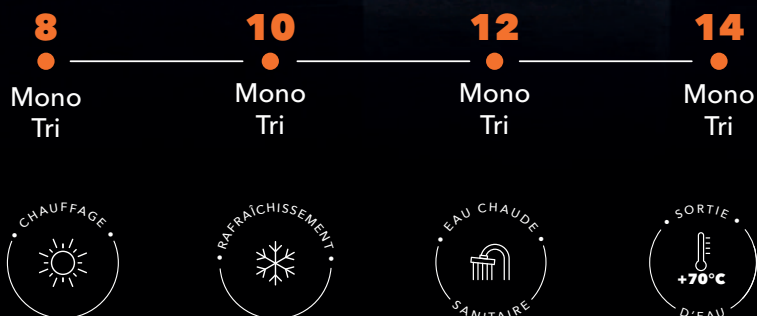 8 10 12 14
Mono Mono Mono Mono
Tri Tri Tri Tri
CHAUFFAGE
RAFRAÎCHISSEMENT
EAU CHAUDE
SANITAIRE
SORTIE
+70°C
D'EAU